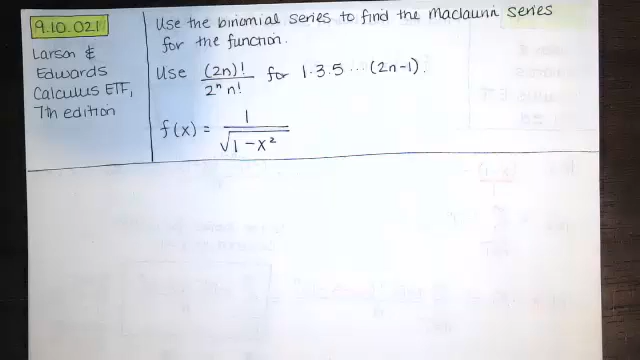 9.10.021
Larson &
Edwards
Calculus ETF,
7th edition
Use the binomial series to find the Maclaurin series
for the function.
Use (2n)! / 2ⁿ n! for 1·3·5···(2n-1).
f(x) = 1 / √(1-x²)